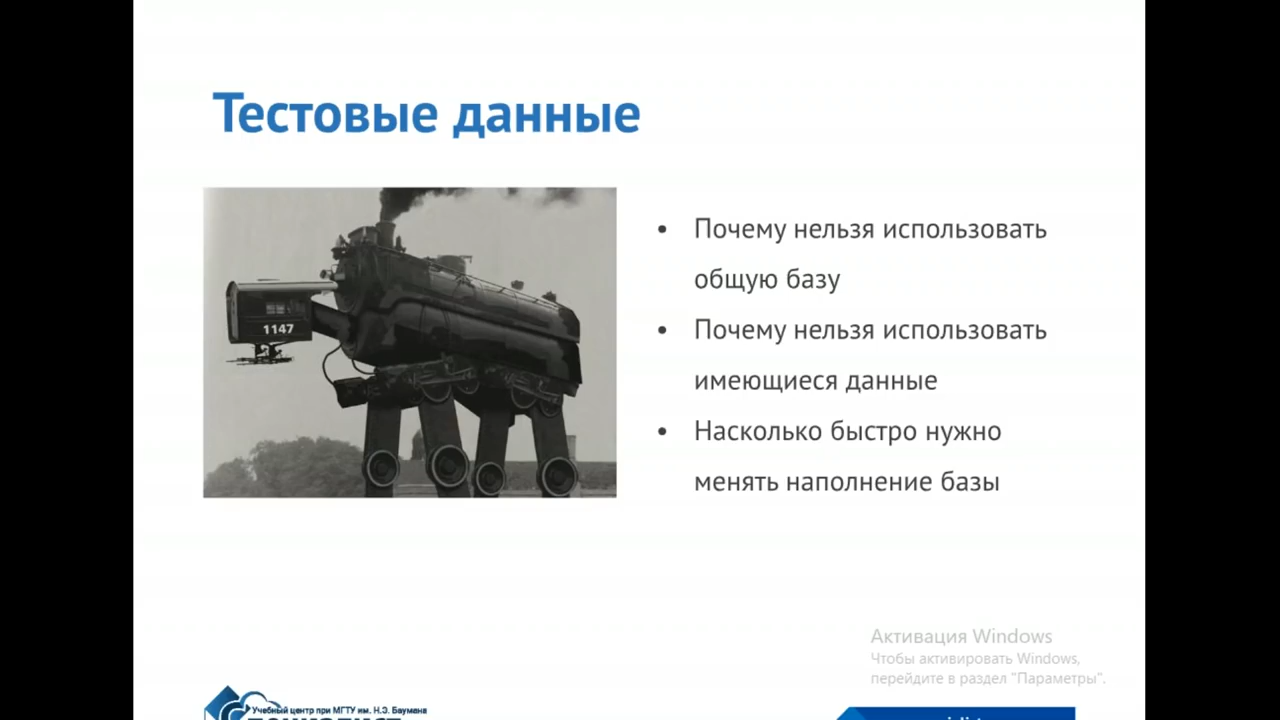 Тестовые данные
1147
• Почему нельзя использовать
общую базу
• Почему нельзя использовать
имеющиеся данные
• Насколько быстро нужно
менять наполнение базы
Активация Windows
Чтобы активировать Windows,
перейдите в раздел "Параметры".
Учебный центр при МГТУ им. Н.Э. Баумана